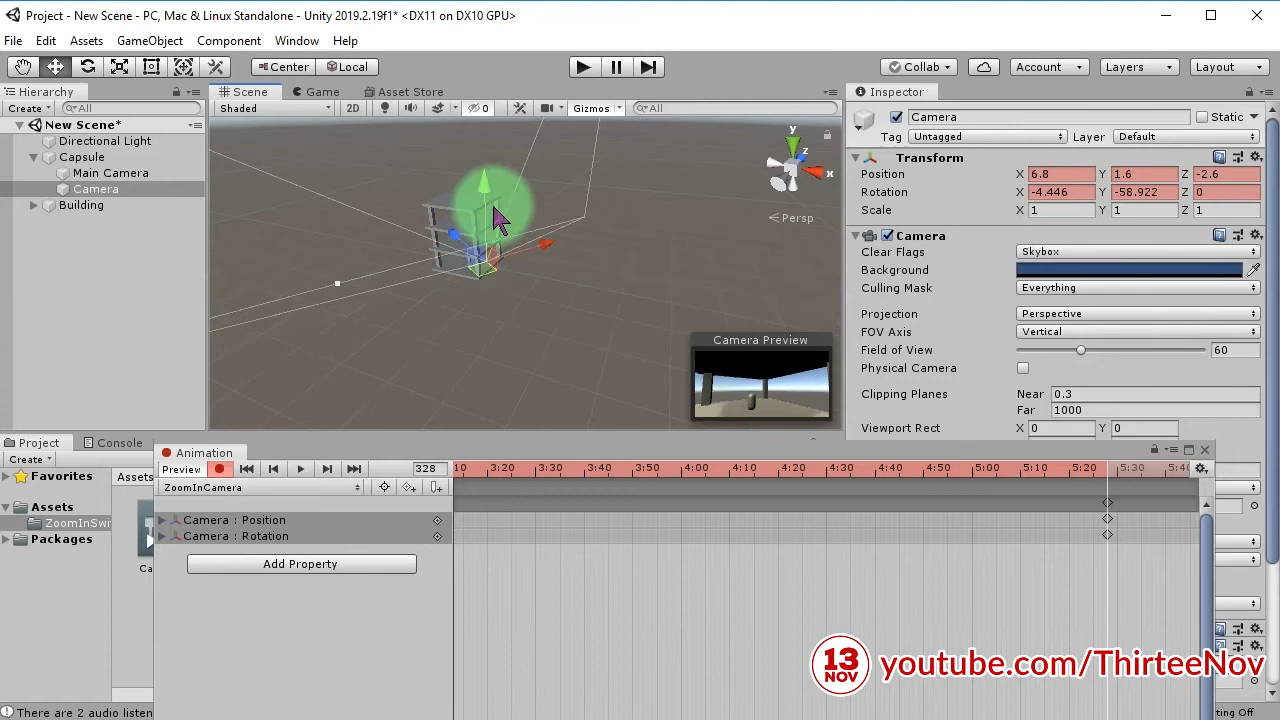 Project - New Scene - PC, Mac & Linux Standalone - Unity 2019.2.19f1* <DX11 on DX10 GPU>
File Edit Assets GameObject Component Window Help
Center Local Collab Account Layers Layout
Hierarchy
Create All
New Scene*
Directional Light
Capsule
Main Camera
Camera
Building
Scene Game Asset Store
Shaded 2D 0 Gizmos All
y
z
x
Persp
Camera Preview
Inspector
Camera Static
Tag Untagged Layer Default
Transform
Position X 6.8 Y 1.6 Z -2.6
Rotation X -4.446 Y -58.922 Z 0
Scale X 1 Y 1 Z 1
Camera
Clear Flags Skybox
Background
Culling Mask Everything
Projection Perspective
FOV Axis Vertical
Field of View 60
Physical Camera
Clipping Planes Near 0.3
Far 1000
Viewport Rect X 0 Y 0
Project Console
Create
Favorites
Assets
ZoomInSwi
Packages
Assets
Ca
Animation
Preview 328
:10 3:20 3:30 3:40 3:50 4:00 4:10 4:20 4:30 4:40 4:50 5:00 5:10 5:20 5:30 5:40
ZoomInCamera
Camera : Position
Camera : Rotation
Add Property
There are 2 audio listen
ting Off
13
NOV
youtube.com/ThirteeNov